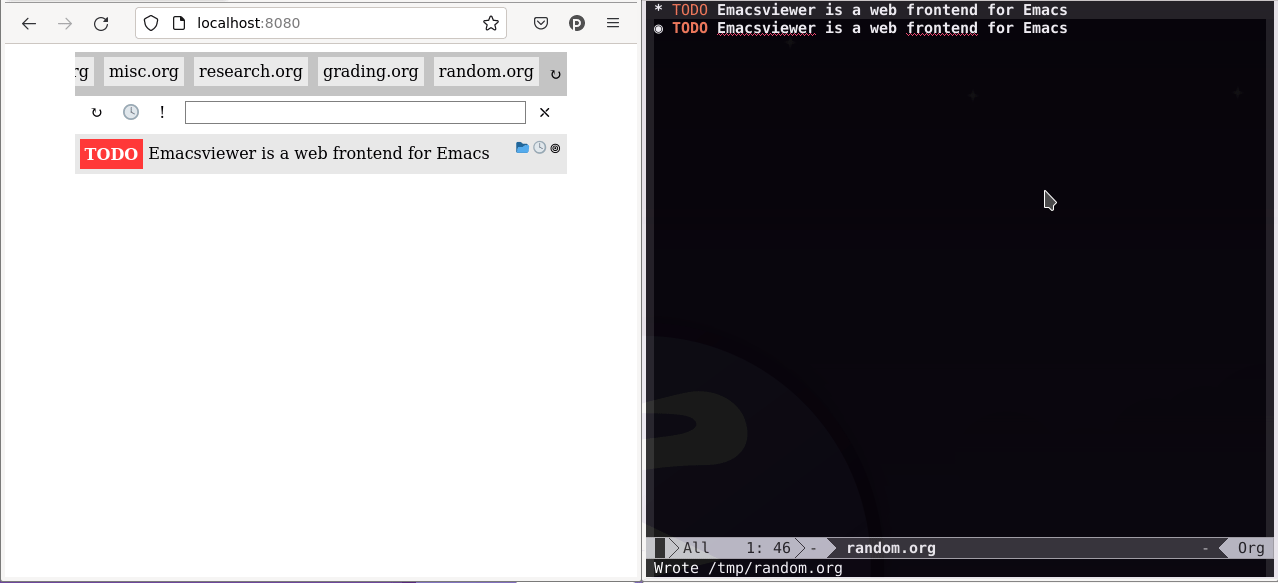 localhost:8080
rg misc.org research.org grading.org random.org ↻
↻ ! ×
TODO Emacsviewer is a web frontend for Emacs
* TODO Emacsviewer is a web frontend for Emacs
◉ TODO Emacsviewer is a web frontend for Emacs
All 1: 46 - random.org - Org
Wrote /tmp/random.org